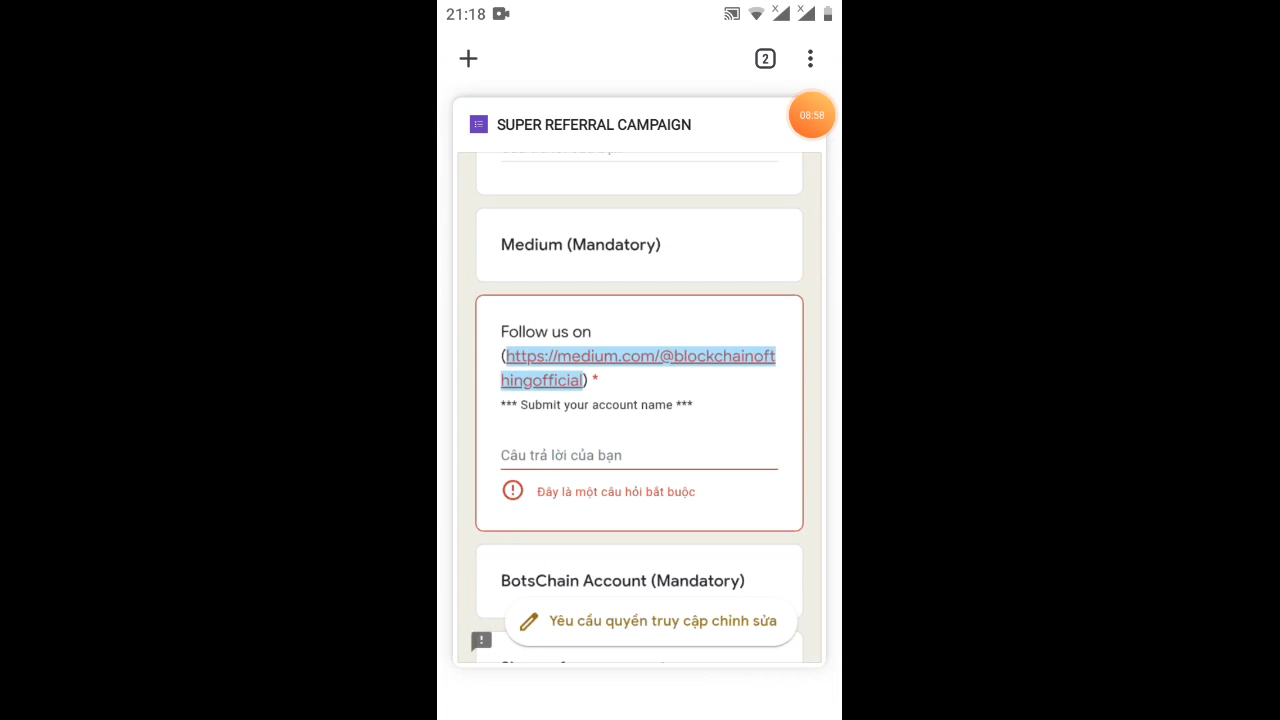 21:18
2
SUPER REFERRAL CAMPAIGN
08:58
Medium (Mandatory)
Follow us on
(https://medium.com/@blockchainoft
hingofficial) *
*** Submit your account name ***
Câu trả lời của bạn
Đây là một câu hỏi bắt buộc
BotsChain Account (Mandatory)
Yêu cầu quyền truy cập chỉnh sửa